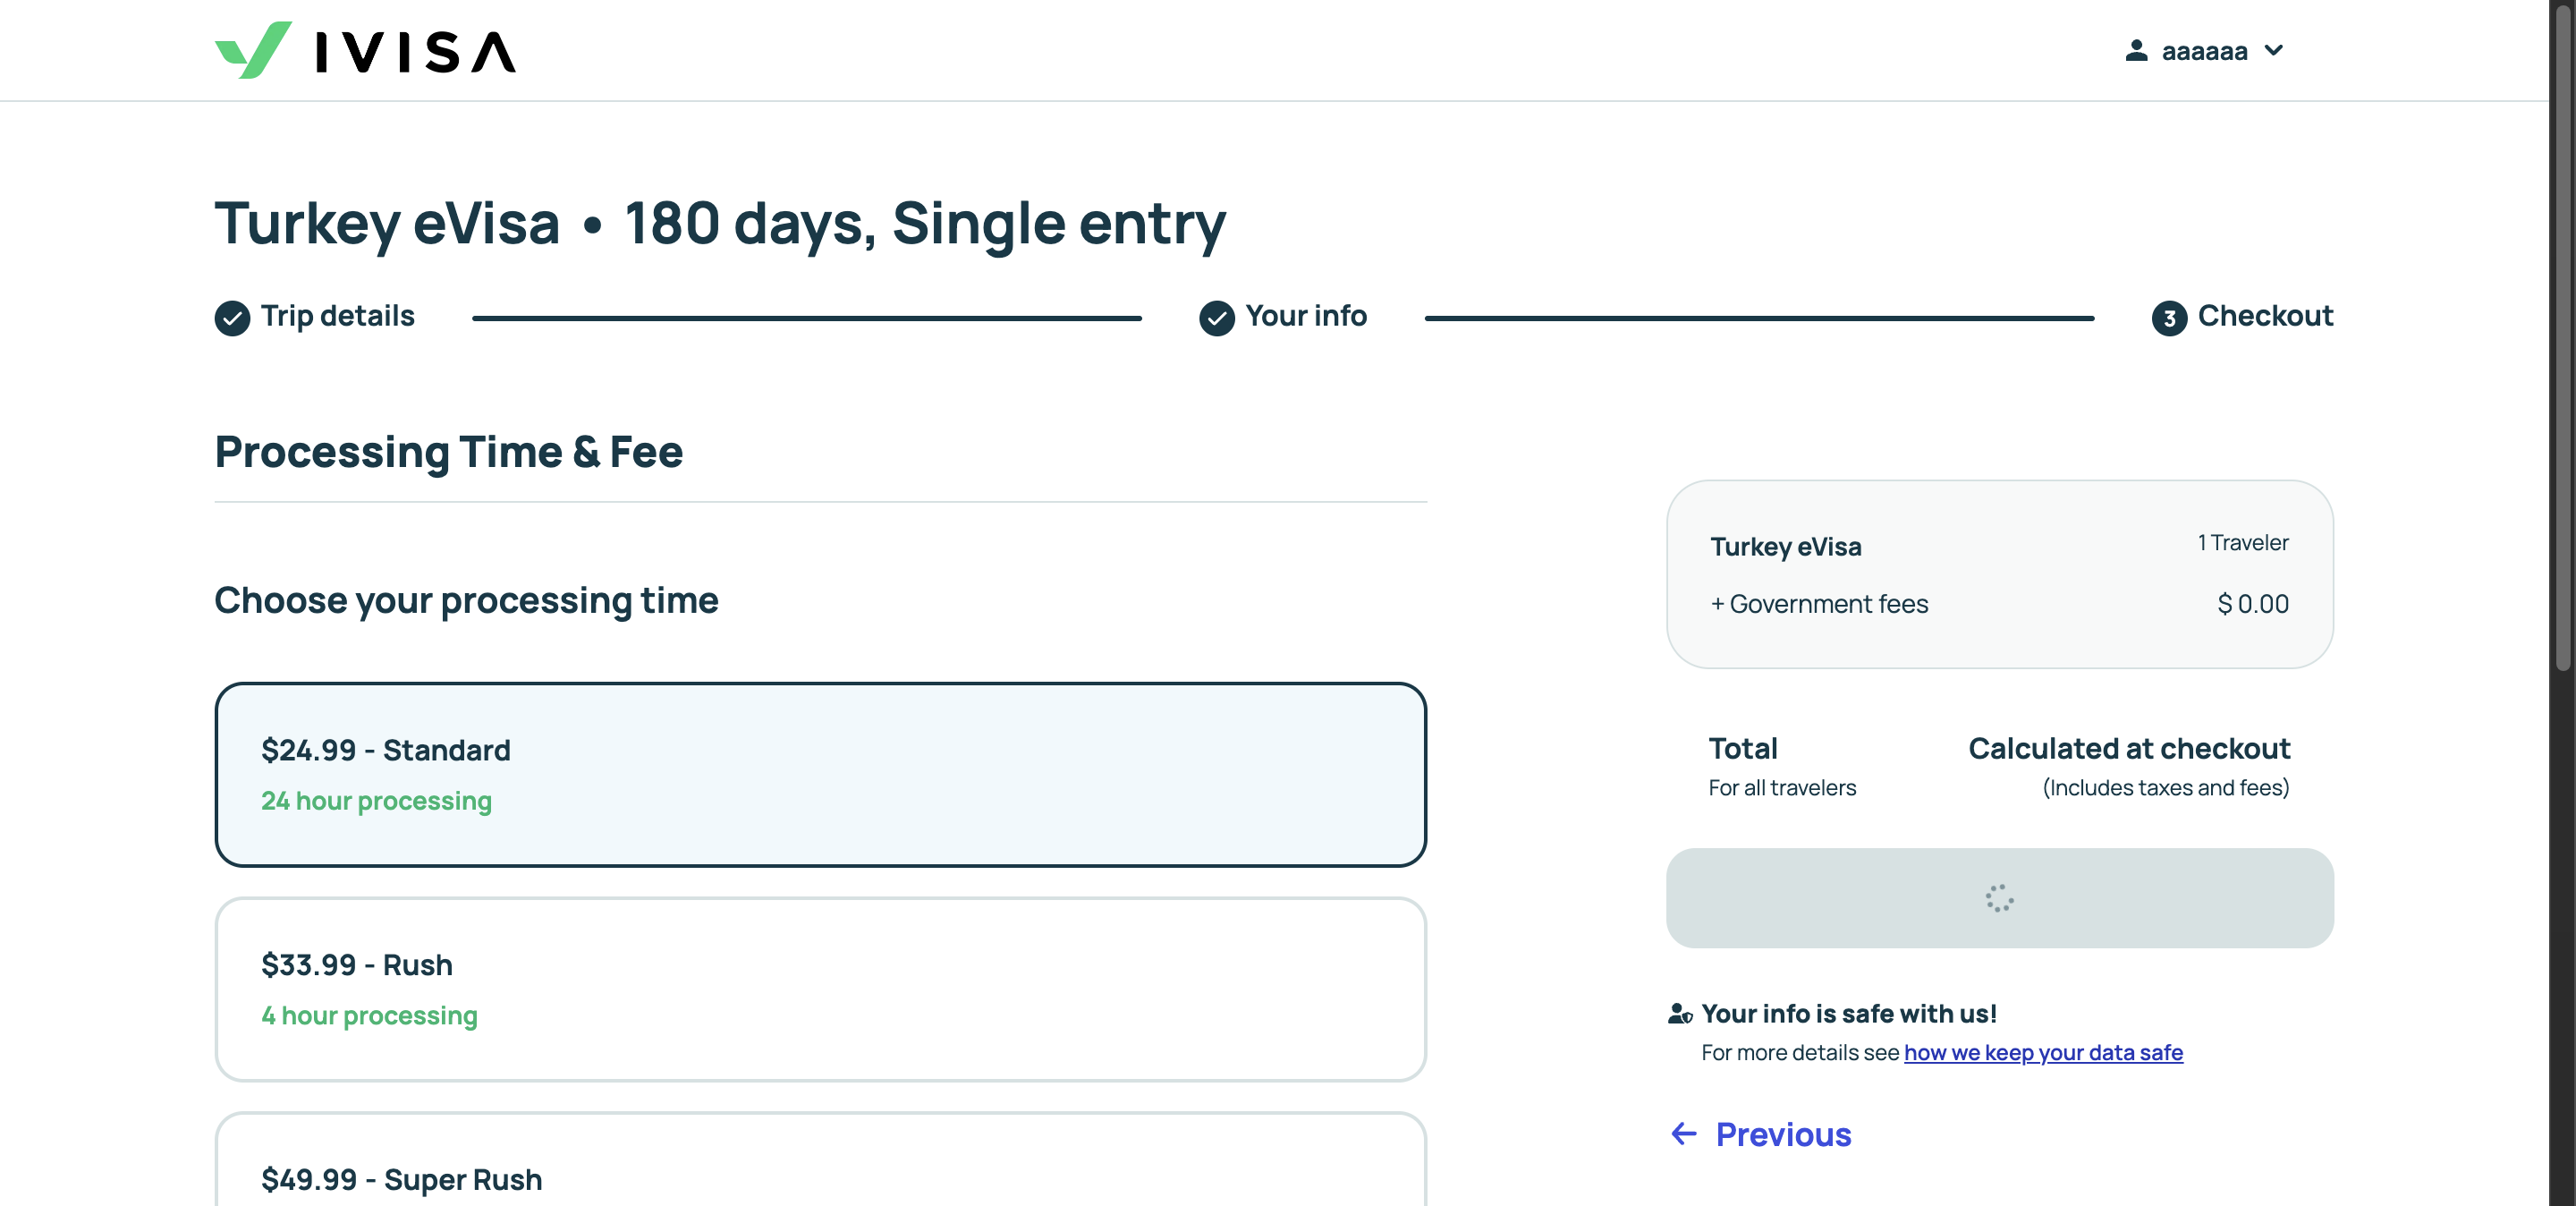 IVISA
aaaaaa
Turkey eVisa • 180 days, Single entry
Trip details
Your info
3 Checkout
Processing Time & Fee
Choose your processing time
$24.99 - Standard
24 hour processing
$33.99 - Rush
4 hour processing
$49.99 - Super Rush
Turkey eVisa 1 Traveler
+ Government fees $ 0.00
Total Calculated at checkout
For all travelers (Includes taxes and fees)
Your info is safe with us!
For more details see how we keep your data safe
Previous